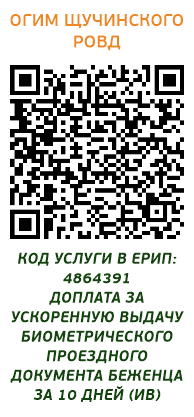 ОГИМ ЩУЧИНСКОГО
РОВД
КОД УСЛУГИ В ЕРИП:
4864391
ДОПЛАТА ЗА
УСКОРЕННУЮ ВЫДАЧУ
БИОМЕТРИЧЕСКОГО
ПРОЕЗДНОГО
ДОКУМЕНТА БЕЖЕНЦА
ЗА 10 ДНЕЙ (ИВ)